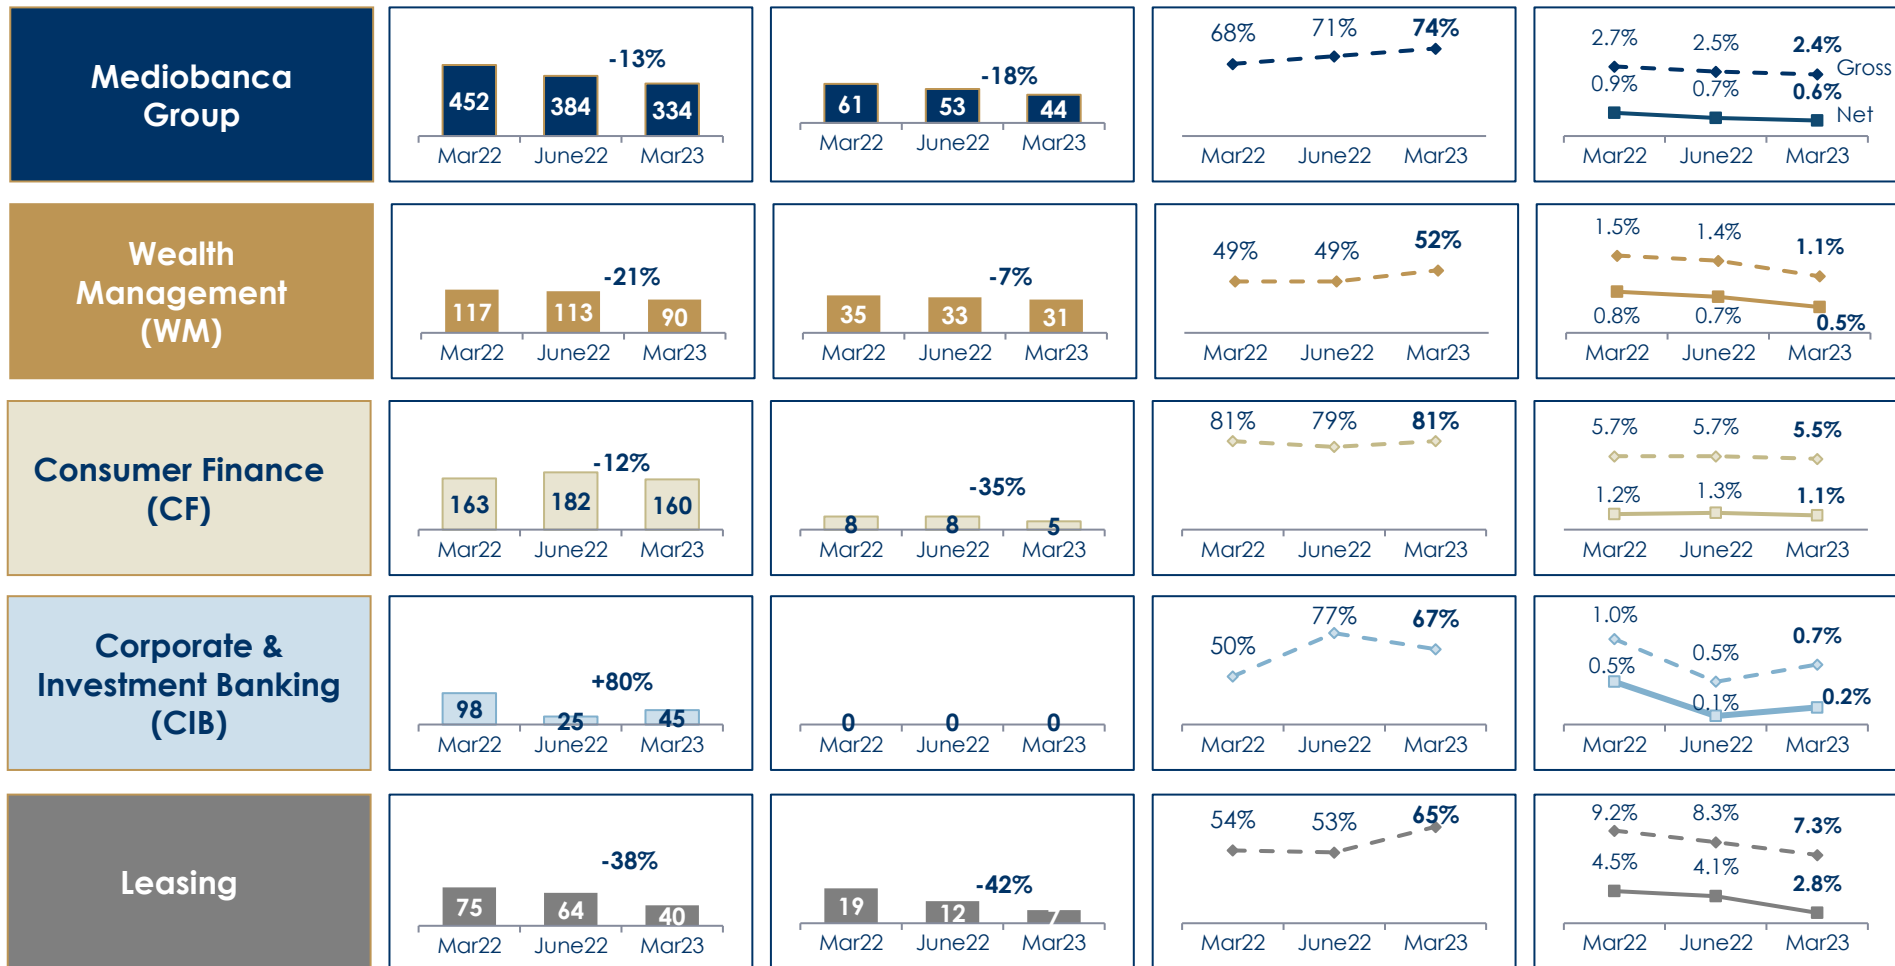 Mediobanca
Group
452
384
334
-13%
Mar22 June22 Mar23
61
53
44
-18%
Mar22 June22 Mar23
68% 71% 74%
Mar22 June22 Mar23
2.7% 2.5% 2.4%
Gross
0.9% 0.7% 0.6%
Net
Mar22 June22 Mar23
Wealth
Management
(WM)
117
113
90
-21%
Mar22 June22 Mar23
35
33
31
-7%
Mar22 June22 Mar23
49% 49% 52%
Mar22 June22 Mar23
1.5% 1.4% 1.1%
0.8% 0.7% 0.5%
Mar22 June22 Mar23
Consumer Finance
(CF)
163
182
160
-12%
Mar22 June22 Mar23
8
8
5
-35%
Mar22 June22 Mar23
81% 79% 81%
Mar22 June22 Mar23
5.7% 5.7% 5.5%
1.2% 1.3% 1.1%
Mar22 June22 Mar23
Corporate &
Investment Banking
(CIB)
98
25
45
+80%
Mar22 June22 Mar23
0
0
0
Mar22 June22 Mar23
50% 77% 67%
Mar22 June22 Mar23
1.0% 0.5% 0.7%
0.5% 0.1% 0.2%
Mar22 June22 Mar23
Leasing
75
64
40
-38%
Mar22 June22 Mar23
19
12
7
-42%
Mar22 June22 Mar23
54% 53% 65%
Mar22 June22 Mar23
9.2% 8.3% 7.3%
4.5% 4.1% 2.8%
Mar22 June22 Mar23